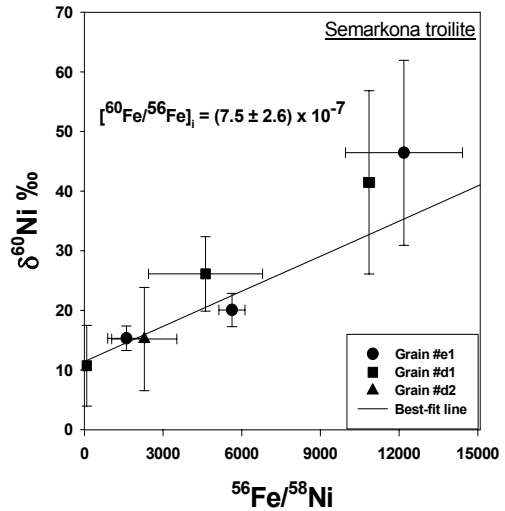 Semarkona troilite
[⁶⁰Fe/⁵⁶Fe]ᵢ = (7.5 ± 2.6) x 10⁻⁷
δ⁶⁰Ni ‰
70
60
50
40
30
20
10
0
Grain #e1
Grain #d1
Grain #d2
Best-fit line
0 3000 6000 9000 12000 15000
⁵⁶Fe/⁵⁸Ni